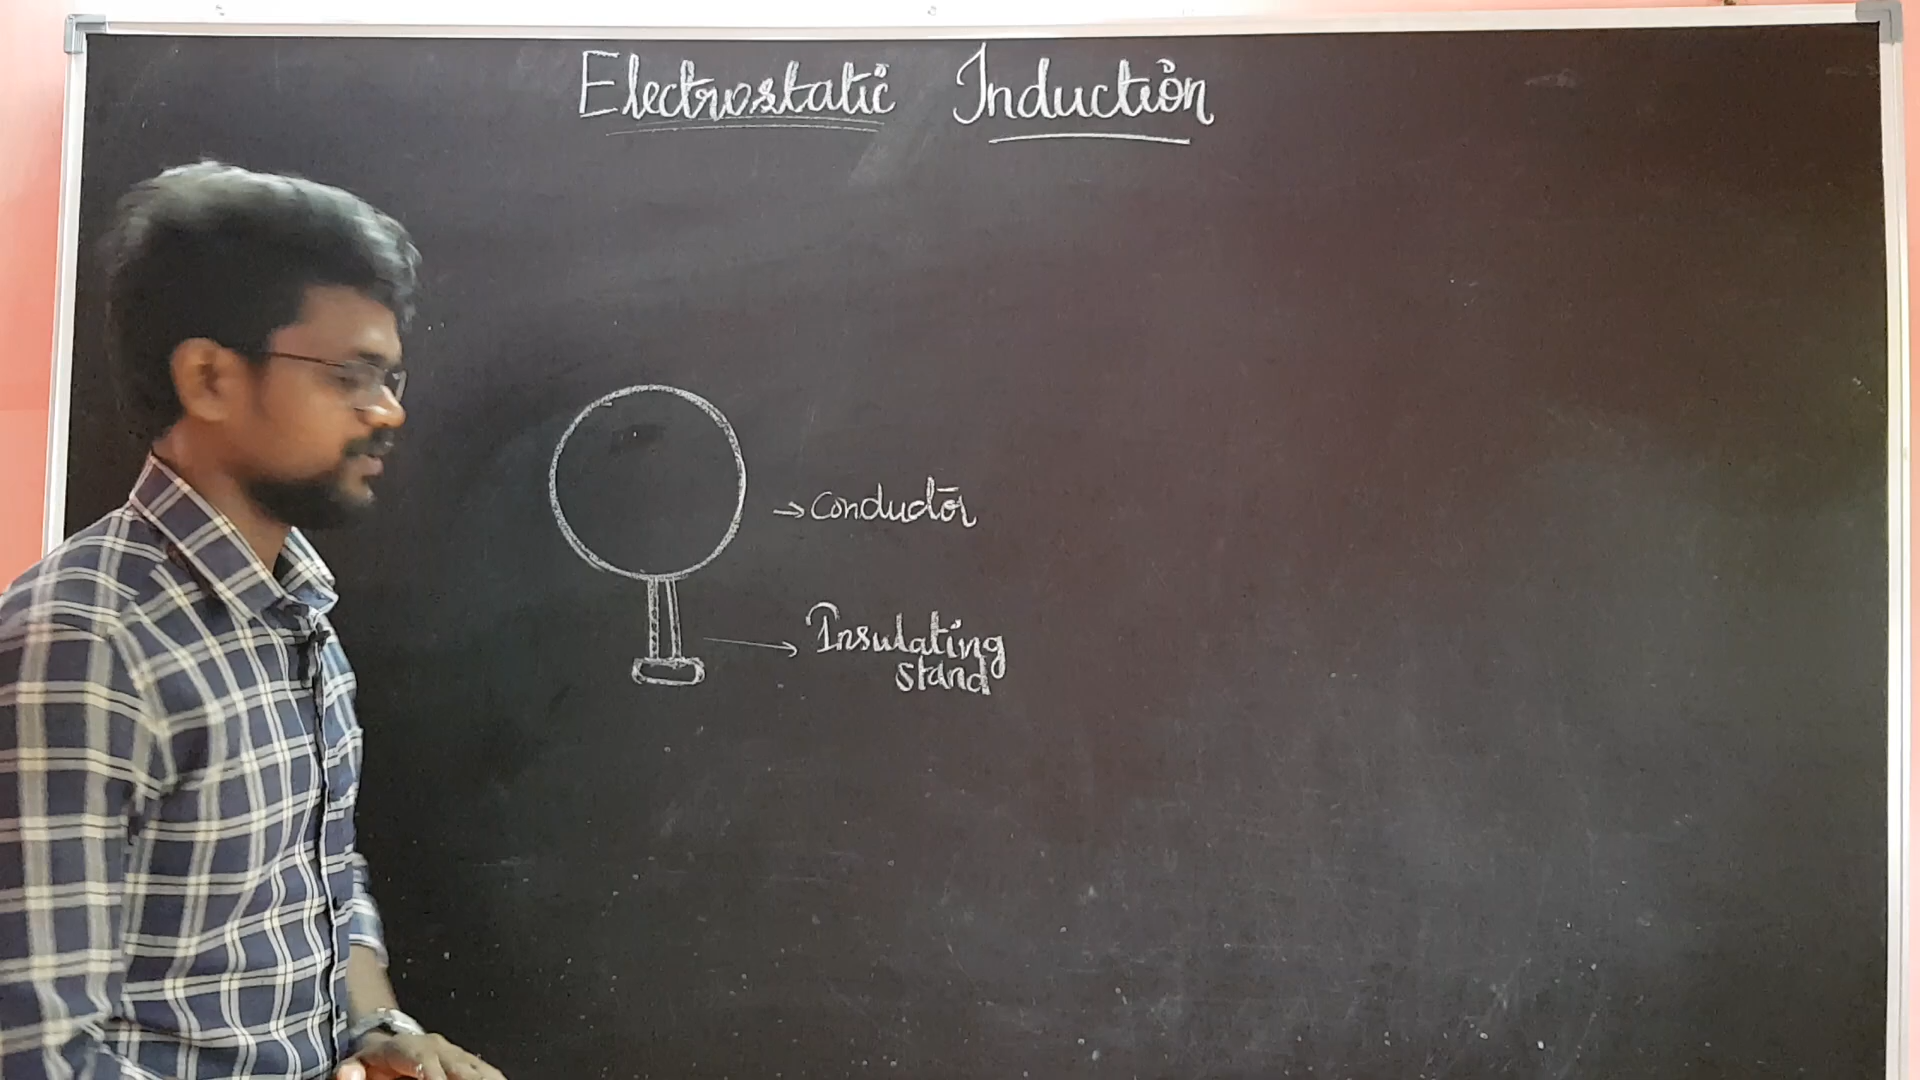 Electrostatic Induction
→ conductor
→ Insulating
stand